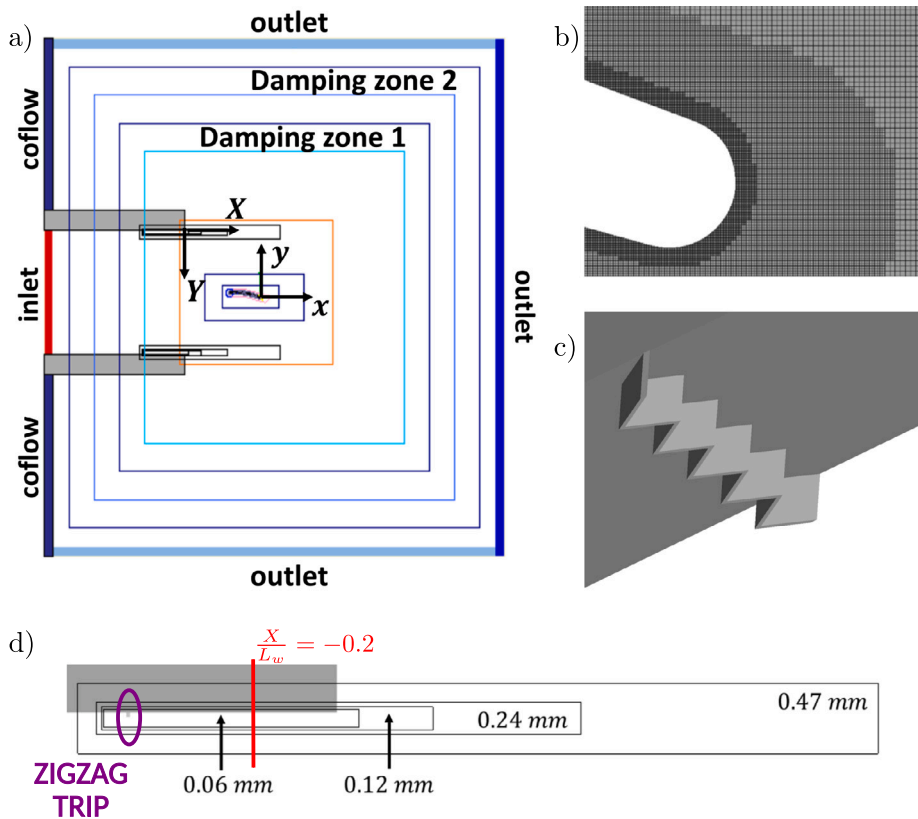 a)
outlet
Damping zone 2
Damping zone 1
coflow
X
Y
y
x
inlet
outlet
coflow
outlet
b)
c)
d)
X/L_w = −0.2
0.47 mm
0.24 mm
ZIGZAG
TRIP
0.06 mm
0.12 mm